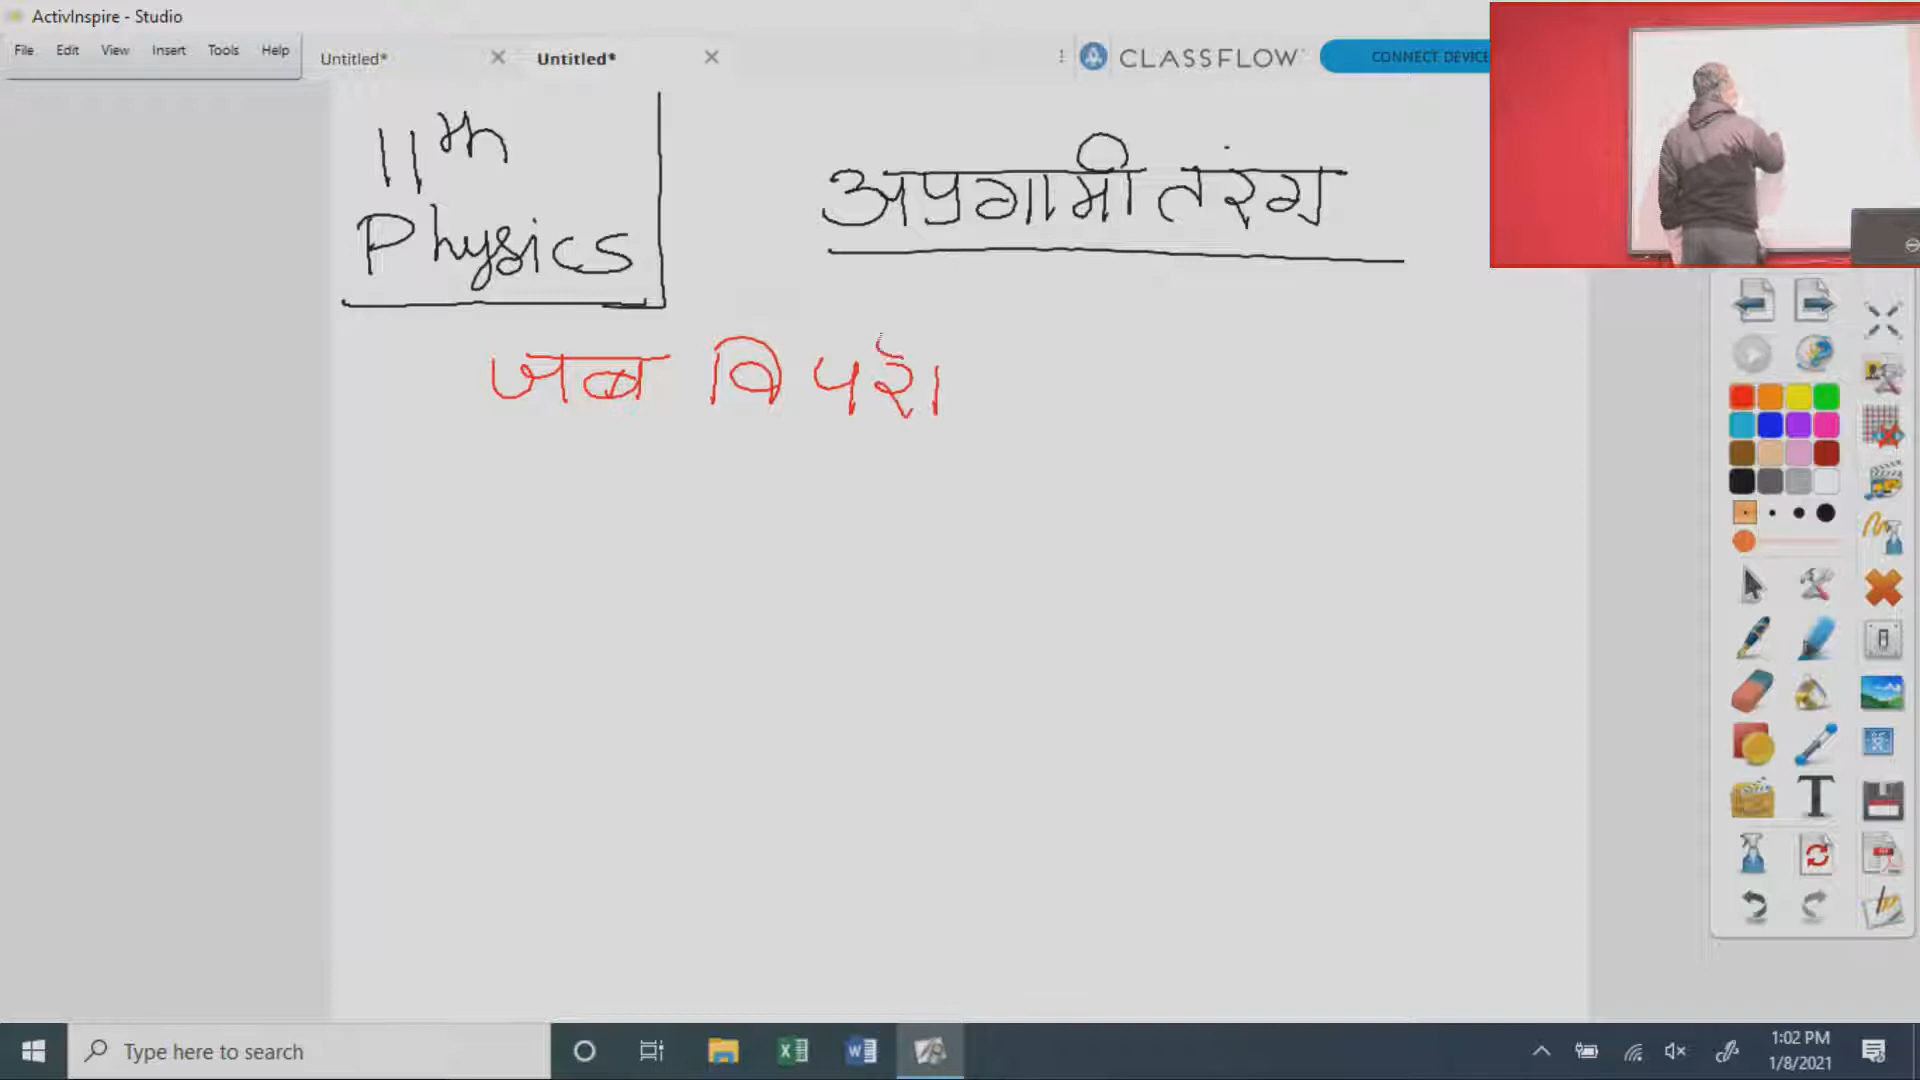 ActivInspire - Studio
File Edit View Insert Tools Help
Untitled*
Untitled*
CLASSFLOW
CONNECT DEVICE
11th
Physics
अप्रगामी तरंग
जब वि परे।
Type here to search
1:02 PM
1/8/2021